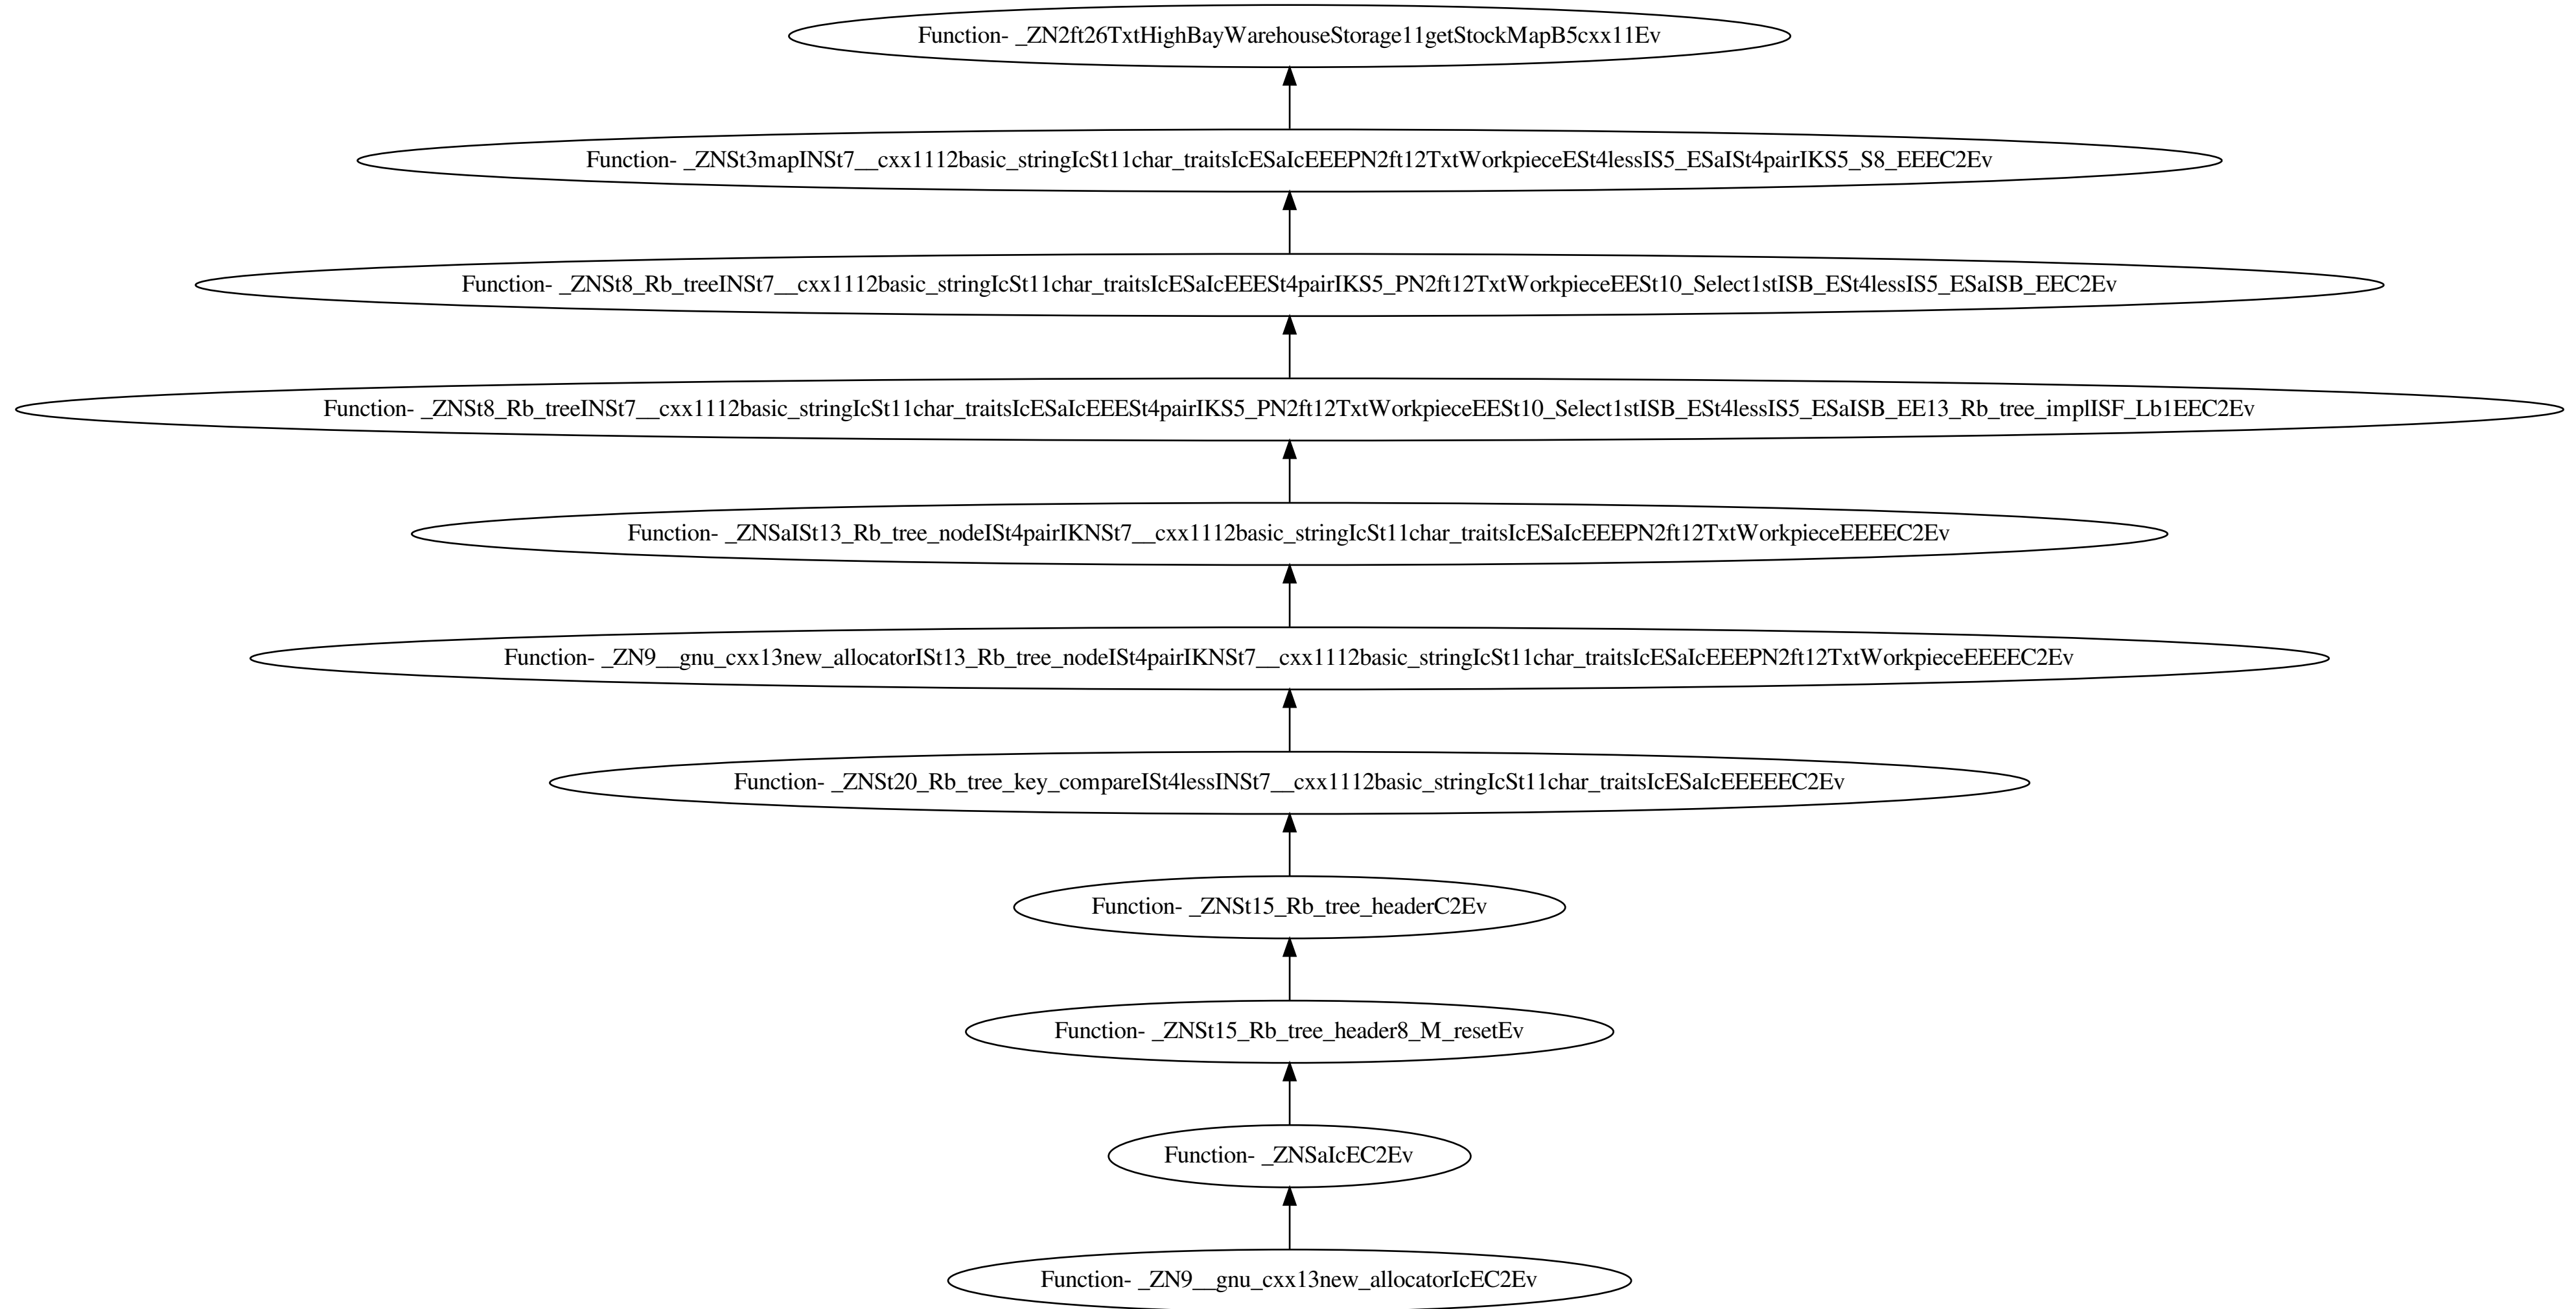 Function- _ZN2ft26TxtHighBayWarehouseStorage11getStockMapB5cxx11Ev
Function- _ZNSt3mapINSt7__cxx1112basic_stringIcSt11char_traitsIcESaIcEEEPN2ft12TxtWorkpieceESt4lessIS5_ESaISt4pairIKS5_S8_EEEC2Ev
Function- _ZNSt8_Rb_treeINSt7__cxx1112basic_stringIcSt11char_traitsIcESaIcEEESt4pairIKS5_PN2ft12TxtWorkpieceEESt10_Select1stISB_ESt4lessIS5_ESaISB_EEC2Ev
Function- _ZNSt8_Rb_treeINSt7__cxx1112basic_stringIcSt11char_traitsIcESaIcEEESt4pairIKS5_PN2ft12TxtWorkpieceEESt10_Select1stISB_ESt4lessIS5_ESaISB_EE13_Rb_tree_implISF_Lb1EEC2Ev
Function- _ZNSaISt13_Rb_tree_nodeISt4pairIKNSt7__cxx1112basic_stringIcSt11char_traitsIcESaIcEEEPN2ft12TxtWorkpieceEEEEC2Ev
Function- _ZN9__gnu_cxx13new_allocatorISt13_Rb_tree_nodeISt4pairIKNSt7__cxx1112basic_stringIcSt11char_traitsIcESaIcEEEPN2ft12TxtWorkpieceEEEEC2Ev
Function- _ZNSt20_Rb_tree_key_compareISt4lessINSt7__cxx1112basic_stringIcSt11char_traitsIcESaIcEEEEEC2Ev
Function- _ZNSt15_Rb_tree_headerC2Ev
Function- _ZNSt15_Rb_tree_header8_M_resetEv
Function- _ZNSaIcEC2Ev
Function- _ZN9__gnu_cxx13new_allocatorIcEC2Ev